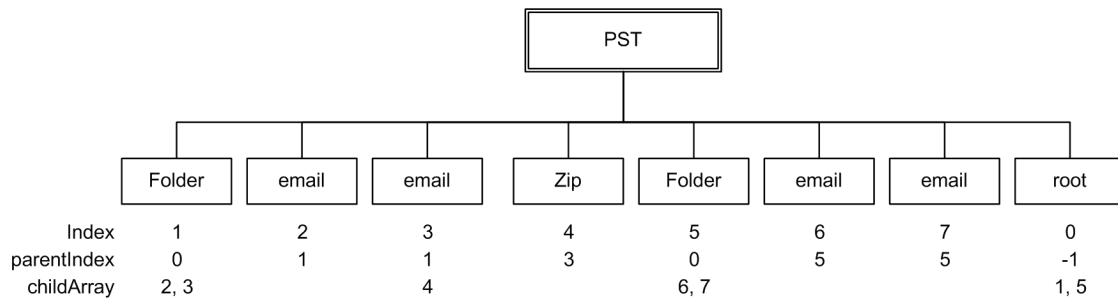 PST
Folder email email Zip Folder email email root
Index 1 2 3 4 5 6 7 0
parentIndex 0 1 1 3 0 5 5 -1
childArray 2, 3 4 6, 7 1, 5